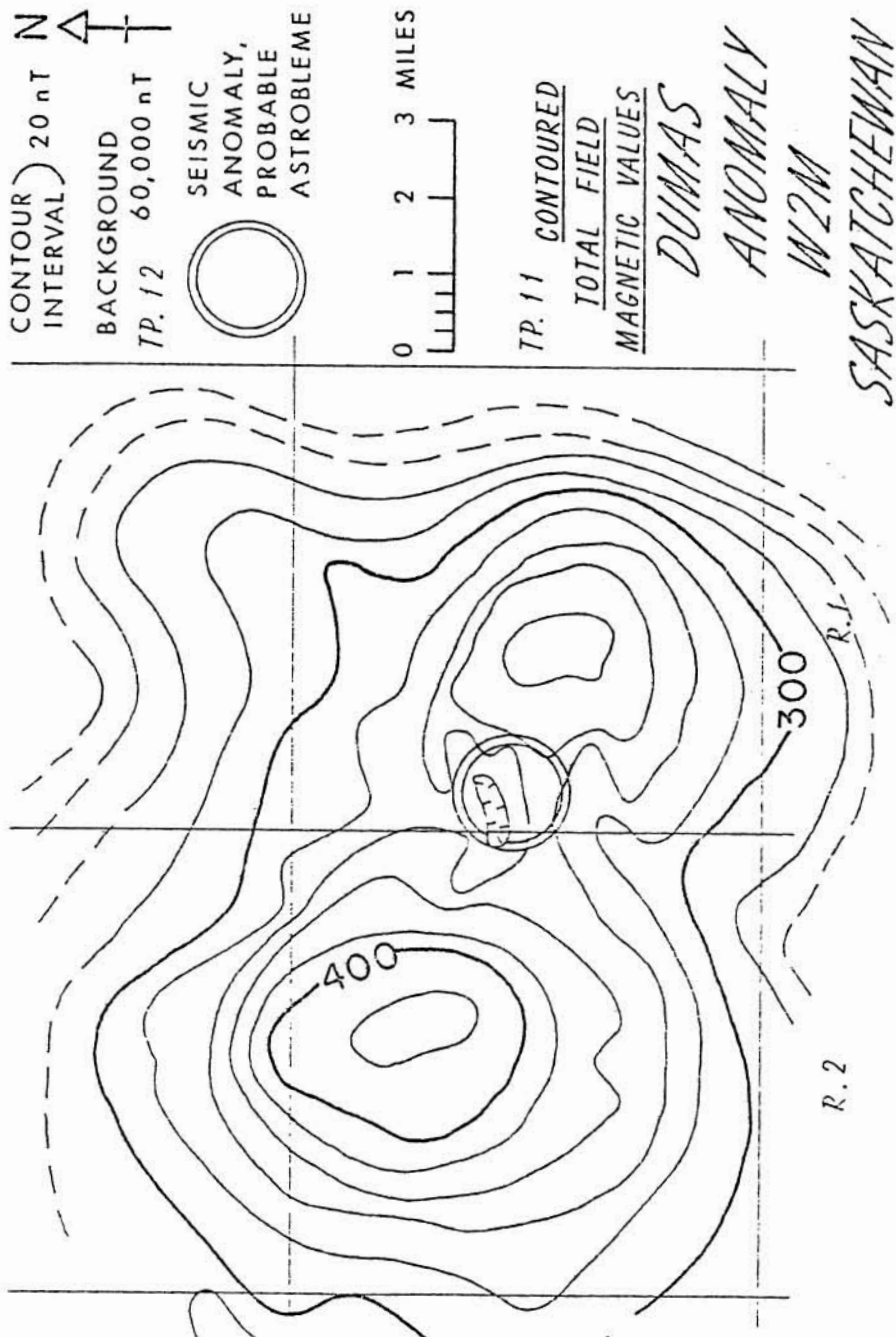 CONTOUR
INTERVAL) 20 nT
N
BACKGROUND
60,000 nT
TP. 12
SEISMIC
ANOMALY,
PROBABLE
ASTROBLEME
0 1 2 3 MILES
TP. 11
CONTOURED
TOTAL FIELD
MAGNETIC VALUES
DUMAS
ANOMALY
W2M
SASKATCHEWAN
400
300
R. 2
R. 1